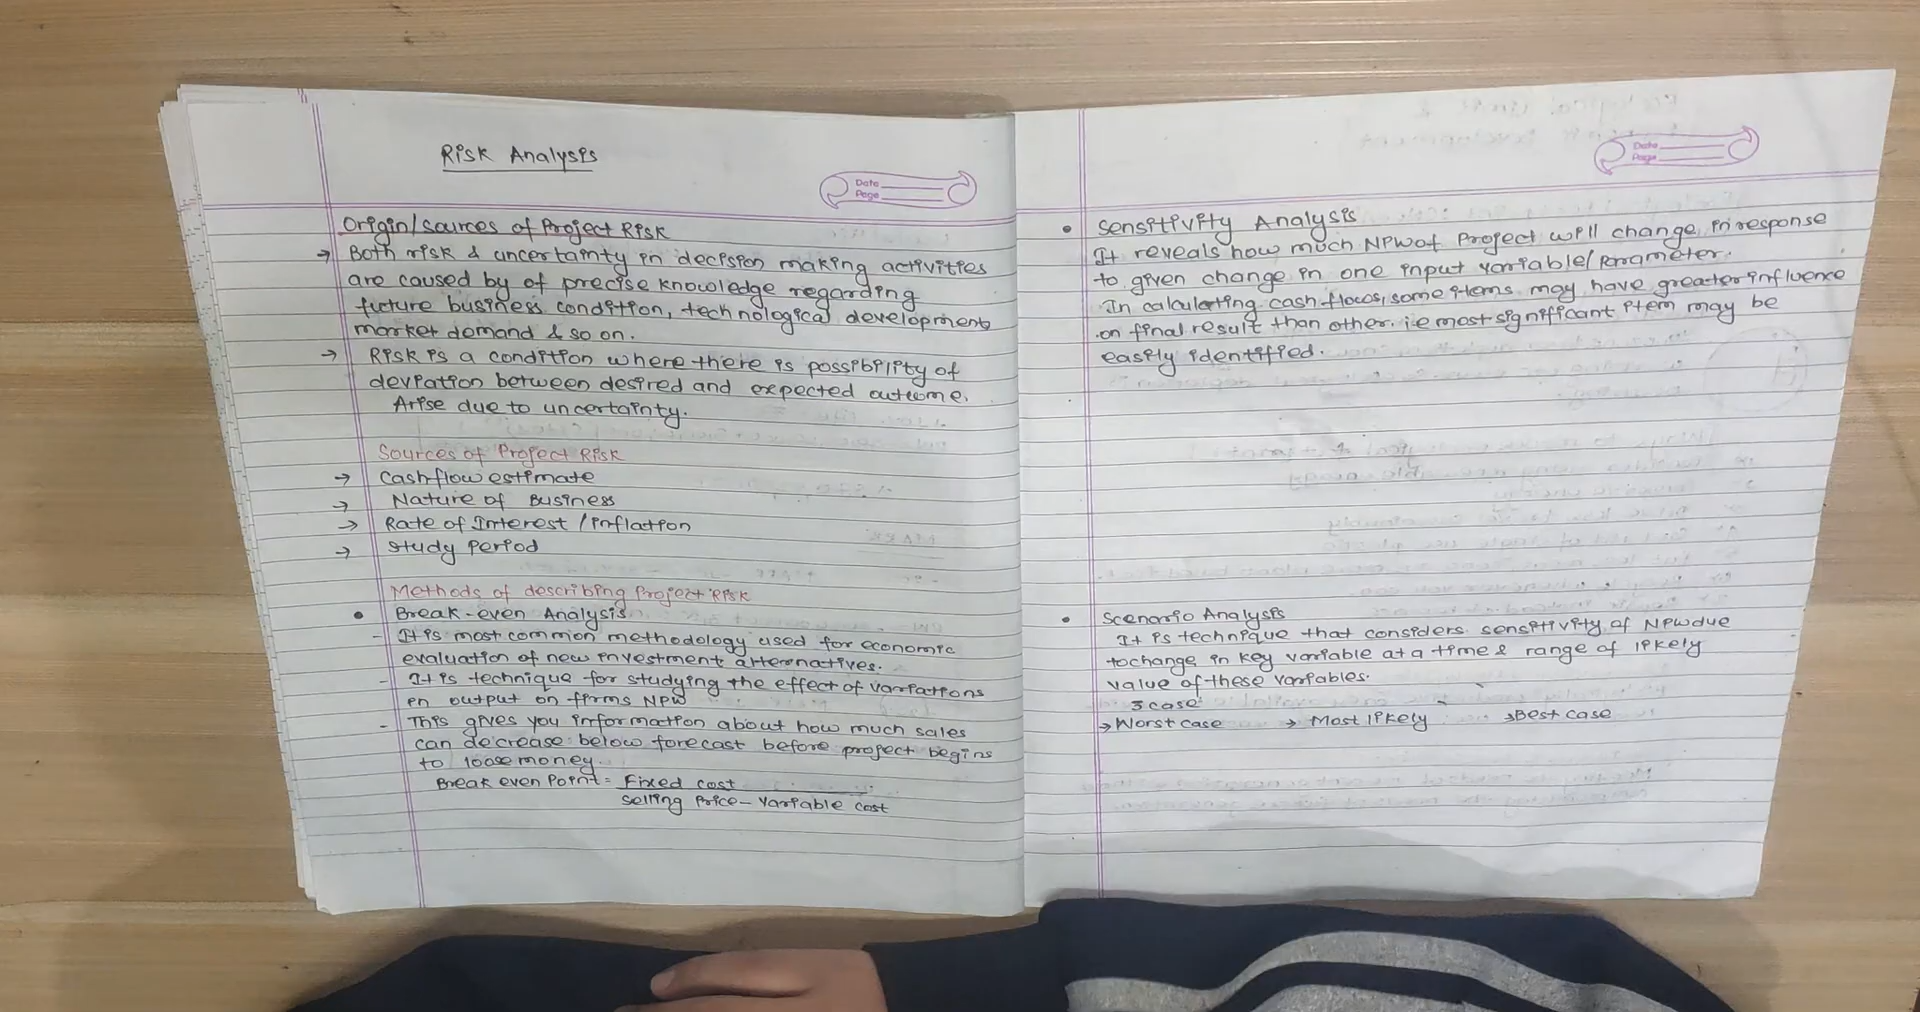 Risk Analysis
Date
Page
Origin/sources of Project Risk
→ Both risk & uncertainty in decision making activities
are caused by of precise knowledge regarding
future business condition, technological development
market demand & so on.
→ Risk is a condition where there is possibility of
deviation between desired and expected outcome.
Arise due to uncertainty.
Sources of Project Risk
→ Cashflow estimate
→ Nature of Business
→ Rate of Interest / inflation
→ study period
Methods of describing Project Risk
• Break-even Analysis
- It is most common methodology used for economic
evaluation of new investment alternatives.
- It is technique for studying the effect of variations
in output on firms NPW
- This gives you information about how much sales
can decrease below forecast before project begins
to loose money.
Break even Point = Fixed cost
Selling Price - Variable cost
Date
Page
• Sensitivity Analysis
It reveals how much NPW of Project will change in response
to given change in one input variable/Parameter.
In calculating cash flows, some items may have greater influence
on final result than other. i.e most significant item may be
easily identified.
• Scenario Analysis
It is technique that considers sensitivity of NPW due
to change in key variable at a time & range of likely
value of these variables.
3 case
→ Worst case → Most likely → Best case